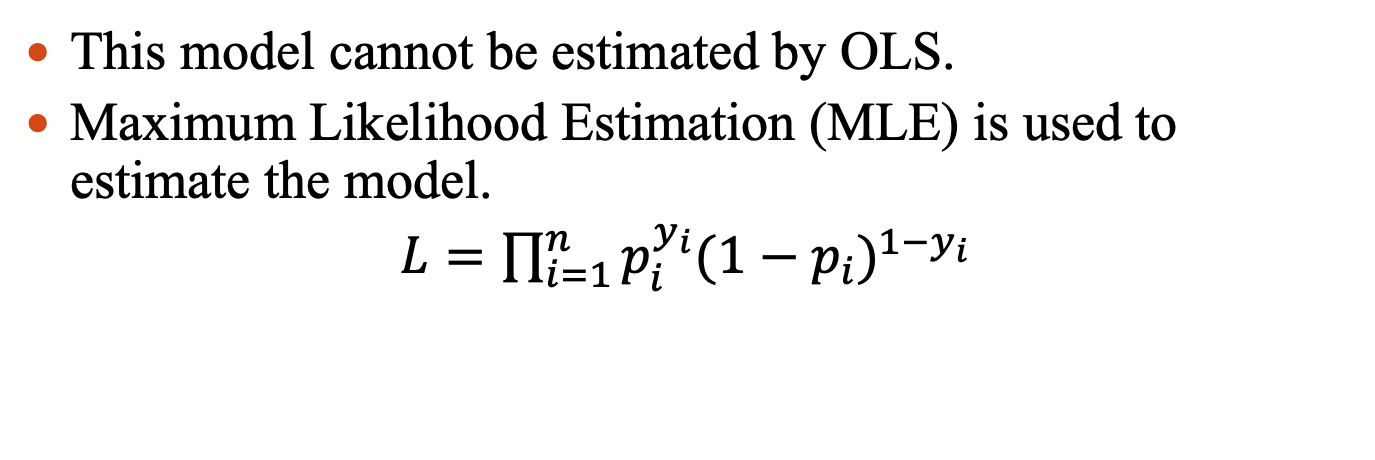 • This model cannot be estimated by OLS.
• Maximum Likelihood Estimation (MLE) is used to
estimate the model.
L = ∏ⁿᵢ₌₁ pᵢ^{yᵢ}(1 − pᵢ)^{1−yᵢ}